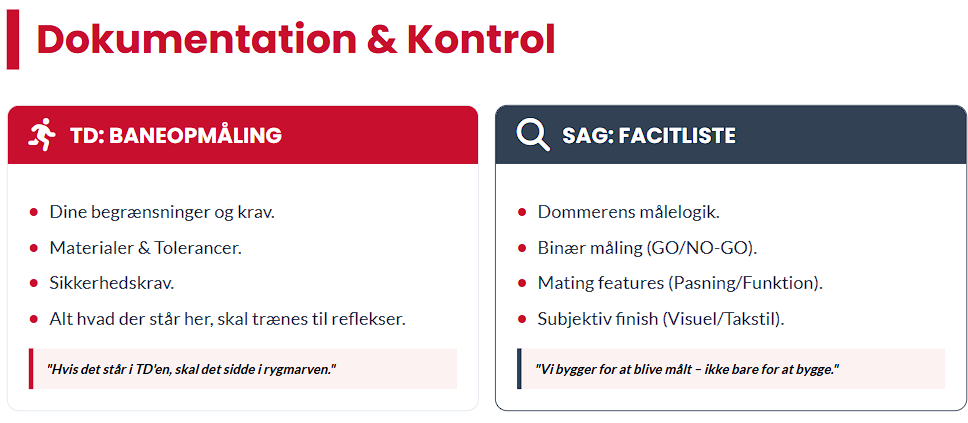 Dokumentation & Kontrol
TD: BANEOPMÅLING
Dine begrænsninger og krav.
Materialer & Tolerancer.
Sikkerhedskrav.
Alt hvad der står her, skal trænes til reflekser.
"Hvis det står i TD'en, skal det sidde i rygmarven."
SAG: FACITLISTE
Dommerens målelogik.
Binær måling (GO/NO-GO).
Mating features (Pasning/Funktion).
Subjektiv finish (Visuel/Takstil).
"Vi bygger for at blive målt – ikke bare for at bygge."